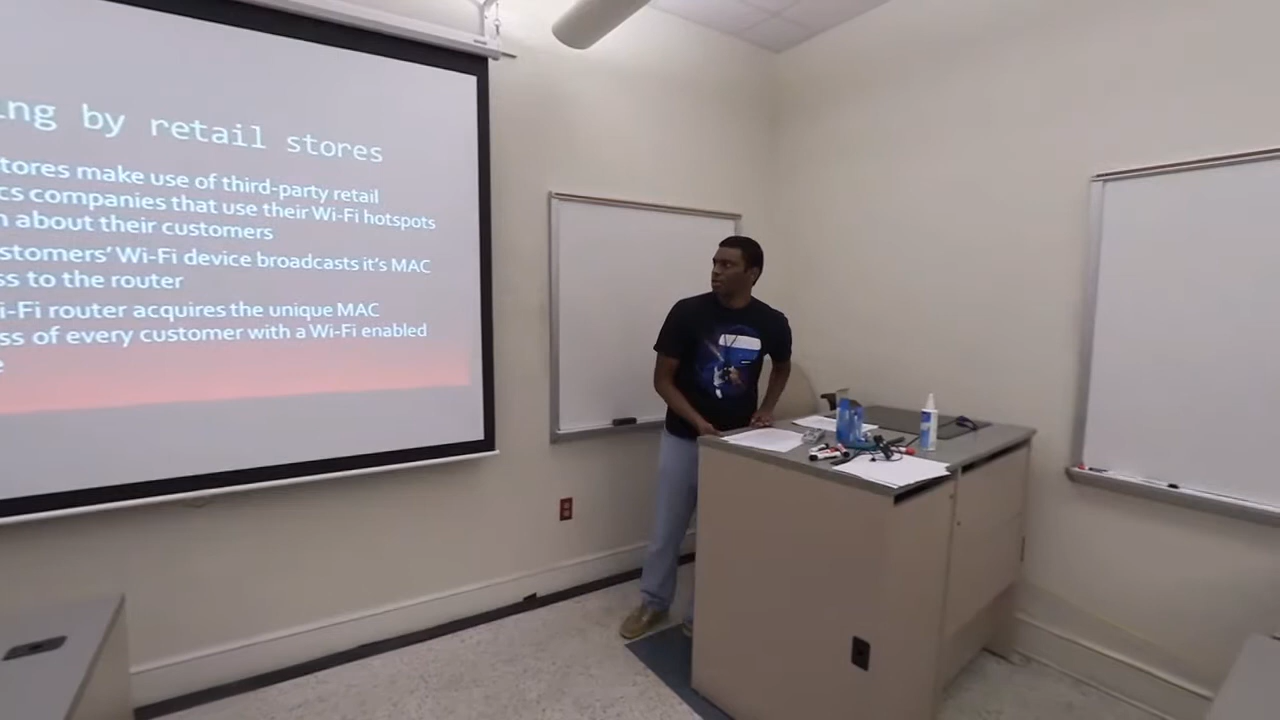 ing by retail stores
tores make use of third-party retail
cs companies that use their Wi-Fi hotspots
n about their customers
stomers' Wi-Fi device broadcasts it's MAC
ss to the router
i-Fi router acquires the unique MAC
ss of every customer with a Wi-Fi enabled
e